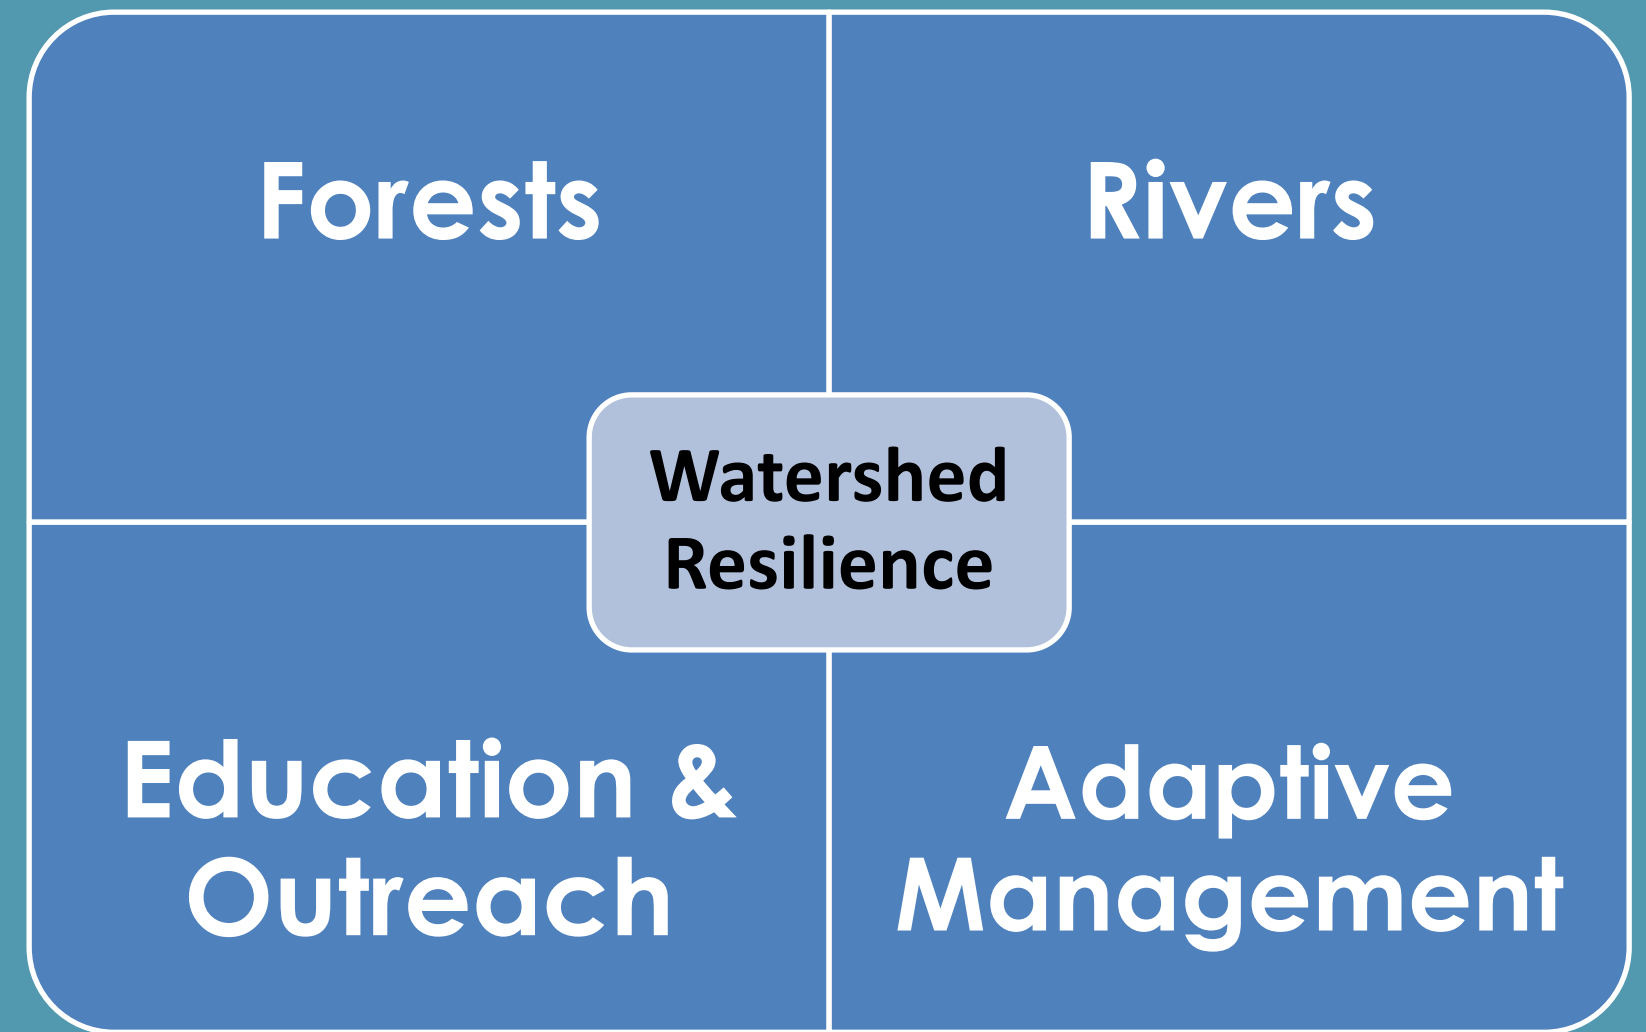 Forests
Rivers
Watershed
Resilience
Education &
Outreach
Adaptive
Management